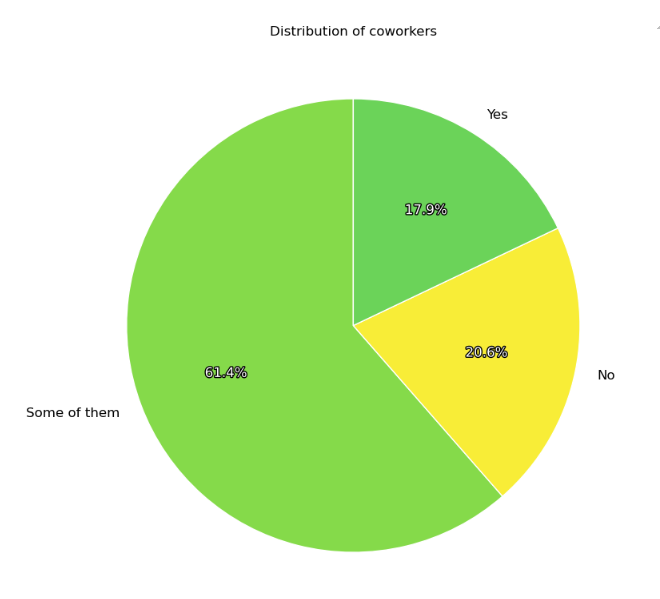 Distribution of coworkers
Yes
17.9%
20.6%
61.4%
No
Some of them